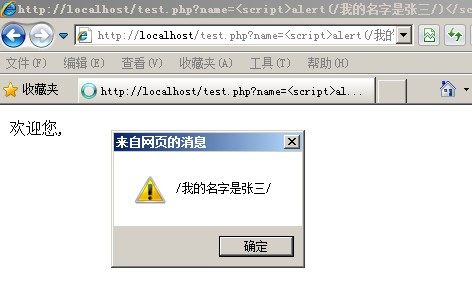 http://localhost/test.php?name=<script>alert(/我的名字是张三/)</sc
http://localhost/test.php?name=<script>alert(/我的
文件(F) 编辑(E) 查看(V) 收藏夹(A) 工具(T) 帮助(H)
收藏夹 http://localhost/test.php?name=<script>al...
欢迎您,
来自网页的消息
/我的名字是张三/
确定